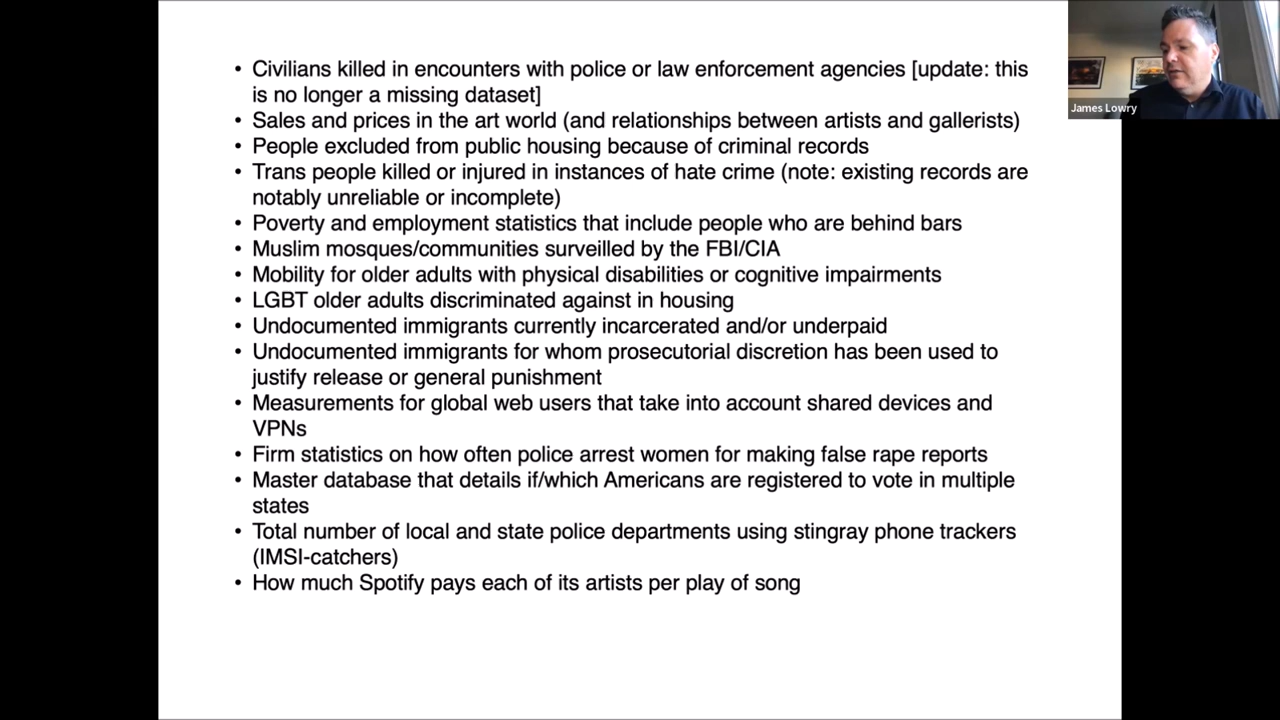 • Civilians killed in encounters with police or law enforcement agencies [update: this
is no longer a missing dataset]
• Sales and prices in the art world (and relationships between artists and gallerists)
• People excluded from public housing because of criminal records
• Trans people killed or injured in instances of hate crime (note: existing records are
notably unreliable or incomplete)
• Poverty and employment statistics that include people who are behind bars
• Muslim mosques/communities surveilled by the FBI/CIA
• Mobility for older adults with physical disabilities or cognitive impairments
• LGBT older adults discriminated against in housing
• Undocumented immigrants currently incarcerated and/or underpaid
• Undocumented immigrants for whom prosecutorial discretion has been used to
justify release or general punishment
• Measurements for global web users that take into account shared devices and
VPNs
• Firm statistics on how often police arrest women for making false rape reports
• Master database that details if/which Americans are registered to vote in multiple
states
• Total number of local and state police departments using stingray phone trackers
(IMSI-catchers)
• How much Spotify pays each of its artists per play of song
James Lowry